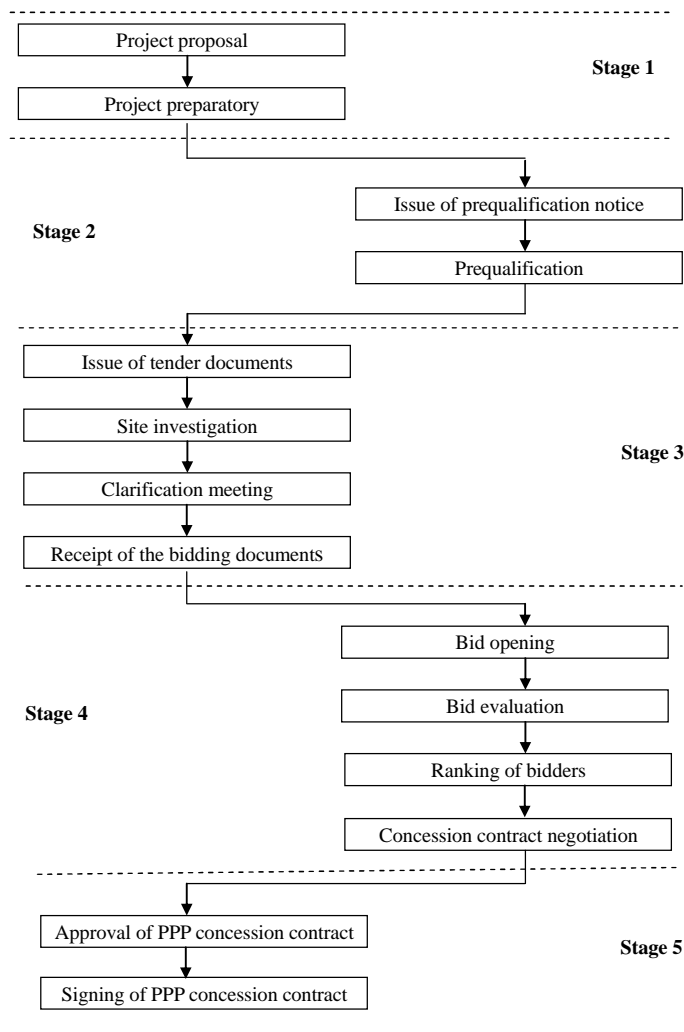 Project proposal
Stage 1
Project preparatory
Issue of prequalification notice
Stage 2
Prequalification
Issue of tender documents
Site investigation
Stage 3
Clarification meeting
Receipt of the bidding documents
Bid opening
Stage 4
Bid evaluation
Ranking of bidders
Concession contract negotiation
Approval of PPP concession contract
Stage 5
Signing of PPP concession contract